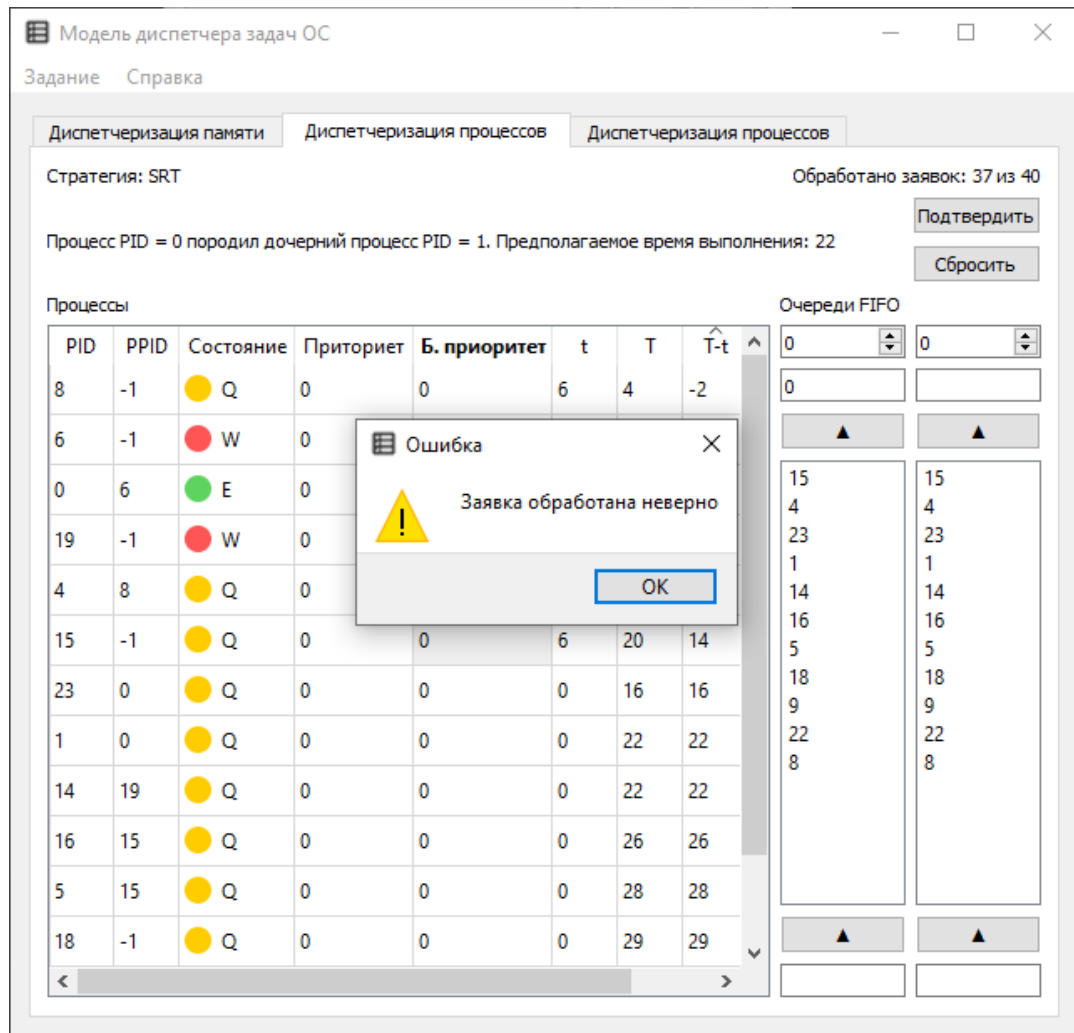 Модель диспетчера задач ОС
Задание Справка
Диспетчеризация памяти Диспетчеризация процессов Диспетчеризация процессов
Стратегия: SRT Обработано заявок: 37 из 40
Подтвердить
Процесс PID = 0 породил дочерний процесс PID = 1. Предполагаемое время выполнения: 22
Сбросить
Процессы Очереди FIFO
PID PPID Состояние Приториет Б. приоритет t T T-t
0 0
8 -1 Q 0 0 6 4 -2
0
6 -1 W 0
▲ ▲
Ошибка
Заявка обработана неверно
OK
0 6 E 0
19 -1 W 0
4 8 Q 0
15 -1 Q 0 0 6 20 14
23 0 Q 0 0 0 16 16
1 0 Q 0 0 0 22 22
14 19 Q 0 0 0 22 22
16 15 Q 0 0 0 26 26
5 15 Q 0 0 0 28 28
18 -1 Q 0 0 0 29 29
15 15
4 4
23 23
1 1
14 14
16 16
5 5
18 18
9 9
22 22
8 8
▲ ▲